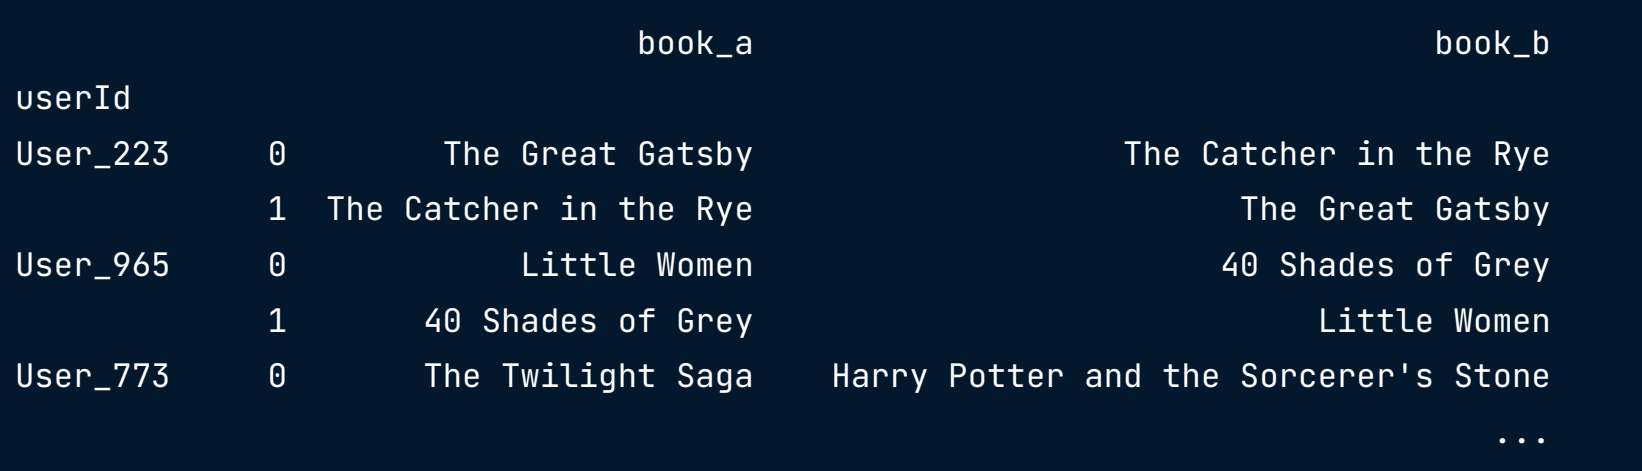 book_a book_b
userId
User_223 0 The Great Gatsby The Catcher in the Rye
1 The Catcher in the Rye The Great Gatsby
User_965 0 Little Women 40 Shades of Grey
1 40 Shades of Grey Little Women
User_773 0 The Twilight Saga Harry Potter and the Sorcerer's Stone
...